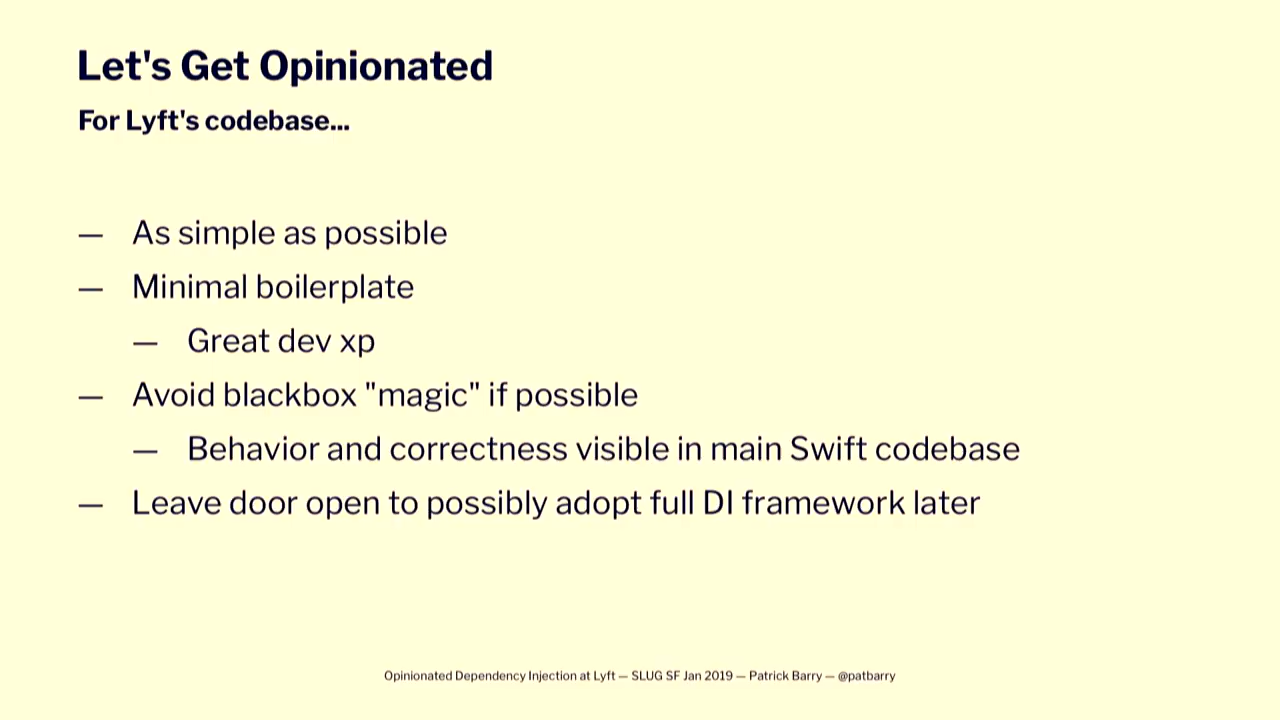 Let's Get Opinionated
For Lyft's codebase...
— As simple as possible
— Minimal boilerplate
— Great dev xp
— Avoid blackbox "magic" if possible
— Behavior and correctness visible in main Swift codebase
— Leave door open to possibly adopt full DI framework later
Opinionated Dependency Injection at Lyft — SLUG SF Jan 2019 — Patrick Barry — @patbarry